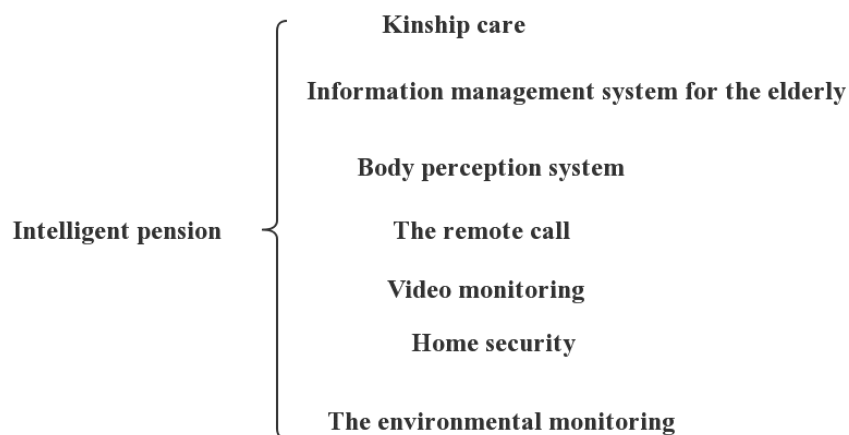 Kinship care
Information management system for the elderly
Body perception system
Intelligent pension
The remote call
Video monitoring
Home security
The environmental monitoring